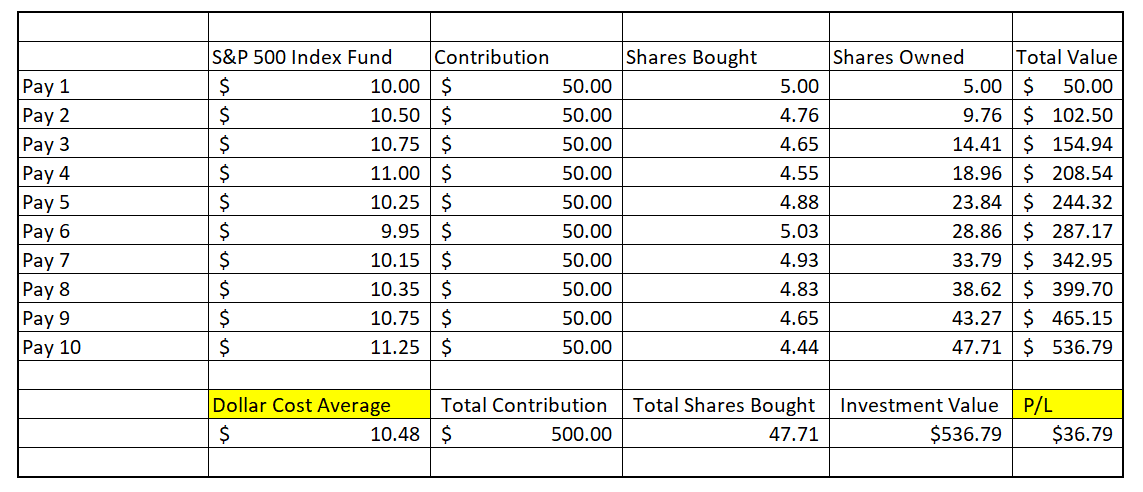 S&P 500 Index Fund Contribution Shares Bought Shares Owned Total Value
Pay 1 $ 10.00 $ 50.00 5.00 5.00 $ 50.00
Pay 2 $ 10.50 $ 50.00 4.76 9.76 $ 102.50
Pay 3 $ 10.75 $ 50.00 4.65 14.41 $ 154.94
Pay 4 $ 11.00 $ 50.00 4.55 18.96 $ 208.54
Pay 5 $ 10.25 $ 50.00 4.88 23.84 $ 244.32
Pay 6 $ 9.95 $ 50.00 5.03 28.86 $ 287.17
Pay 7 $ 10.15 $ 50.00 4.93 33.79 $ 342.95
Pay 8 $ 10.35 $ 50.00 4.83 38.62 $ 399.70
Pay 9 $ 10.75 $ 50.00 4.65 43.27 $ 465.15
Pay 10 $ 11.25 $ 50.00 4.44 47.71 $ 536.79
Dollar Cost Average Total Contribution Total Shares Bought Investment Value P/L
$ 10.48 $ 500.00 47.71 $536.79 $36.79